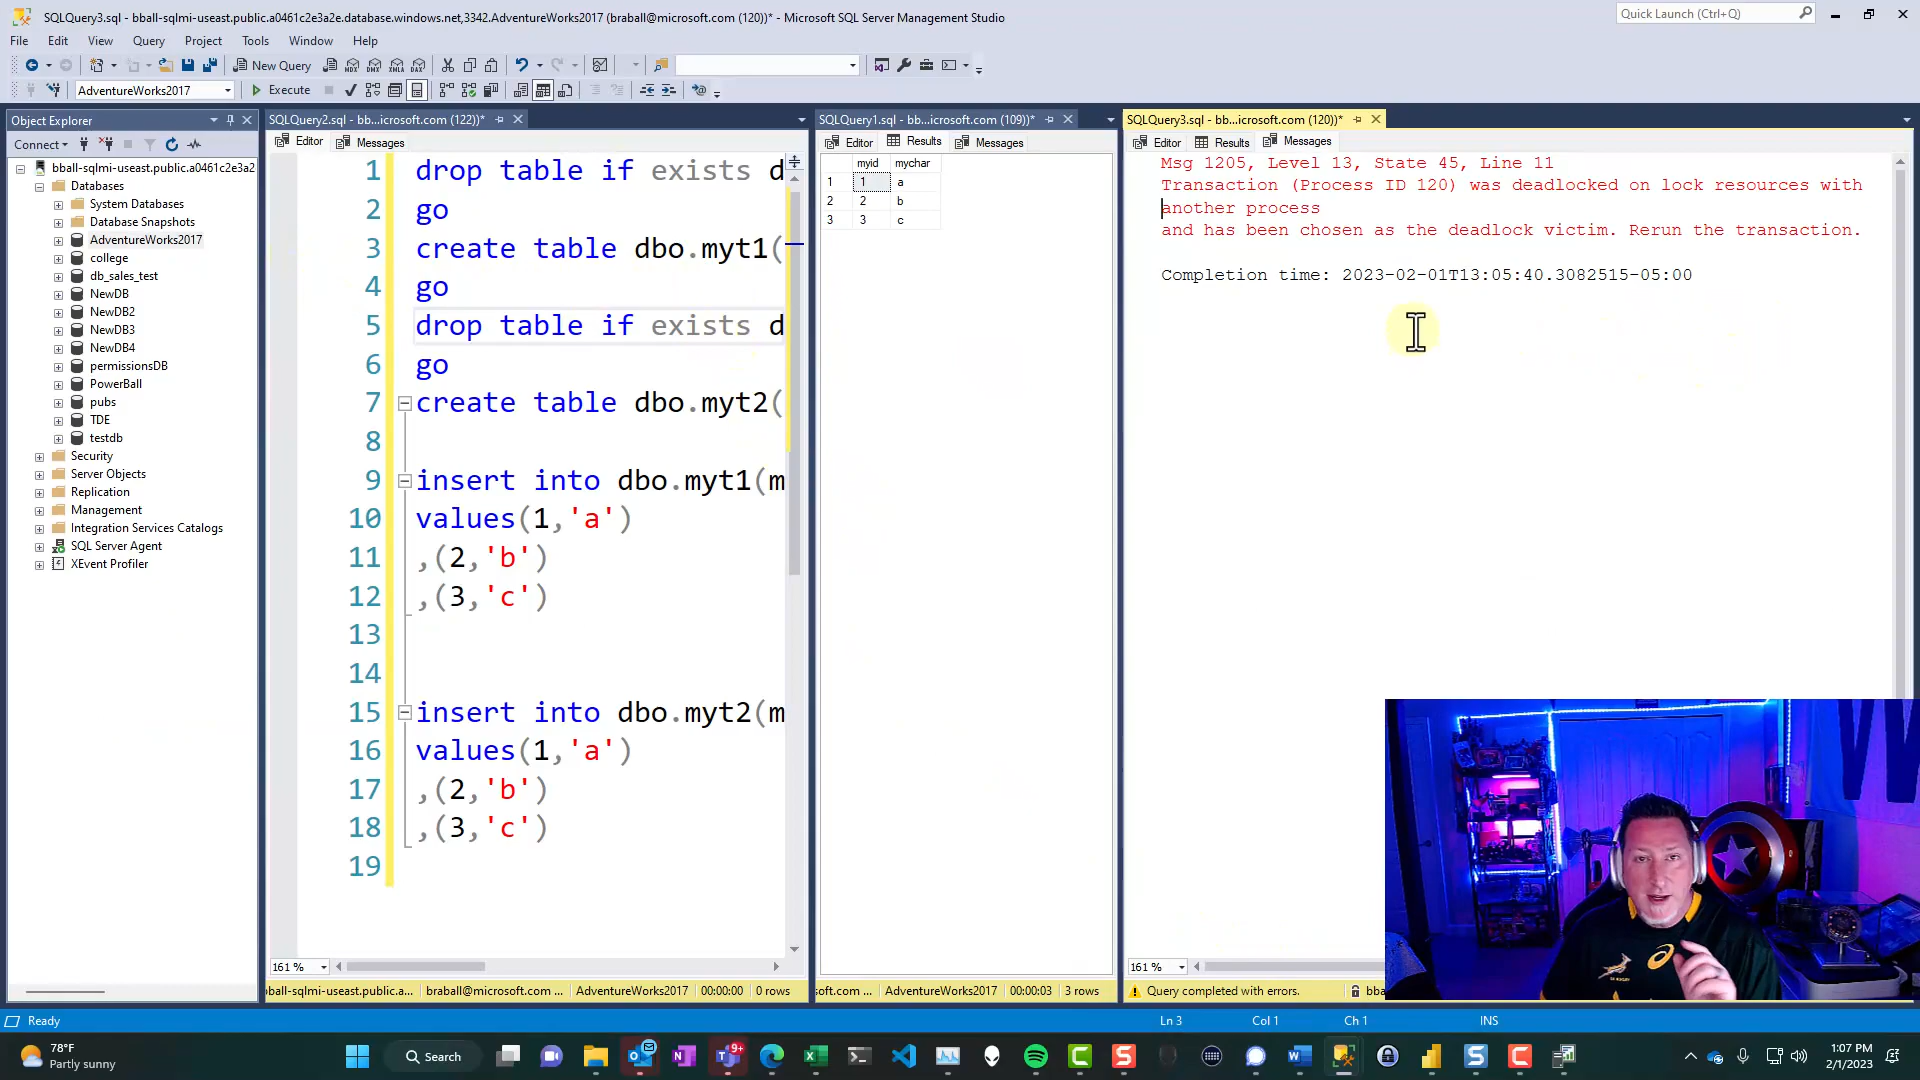 SQLQuery3.sql - bball-sqlmi-useast.public.a0461c2e3a2e.database.windows.net,3342.AdventureWorks2017 (braball@microsoft.com (120))* - Microsoft SQL Server Management Studio
Quick Launch (Ctrl+Q)
File Edit View Query Project Tools Window Help
New Query
AdventureWorks2017
Execute
Object Explorer
Connect
bball-sqlmi-useast.public.a0461c2e3a2
Databases
System Databases
Database Snapshots
AdventureWorks2017
college
db_sales_test
NewDB
NewDB2
NewDB3
NewDB4
permissionsDB
PowerBall
pubs
TDE
testdb
Security
Server Objects
Replication
Management
Integration Services Catalogs
SQL Server Agent
XEvent Profiler
SQLQuery2.sql - bb...icrosoft.com (122))*
Editor Messages
1 drop table if exists d
2 go
3 create table dbo.myt1(
4 go
5 drop table if exists d
6 go
7 create table dbo.myt2(
8
9 insert into dbo.myt1(m
10 values(1,'a')
11 ,(2,'b')
12 ,(3,'c')
13
14
15 insert into dbo.myt2(m
16 values(1,'a')
17 ,(2,'b')
18 ,(3,'c')
19
161 %
ball-sqlmi-useast.public.a... braball@microsoft.com ... AdventureWorks2017 00:00:00 0 rows
SQLQuery1.sql - bb...icrosoft.com (109))*
Editor Results Messages
myid mychar
1 1 a
2 2 b
3 3 c
soft.com ... AdventureWorks2017 00:00:03 3 rows
SQLQuery3.sql - bb...icrosoft.com (120))*
Editor Results Messages
Msg 1205, Level 13, State 45, Line 11
Transaction (Process ID 120) was deadlocked on lock resources with
another process
and has been chosen as the deadlock victim. Rerun the transaction.
Completion time: 2023-02-01T13:05:40.3082515-05:00
161 %
Query completed with errors. bba
Ready Ln 3 Col 1 Ch 1 INS
78°F
Partly sunny
Search
9+
1:07 PM
2/1/2023